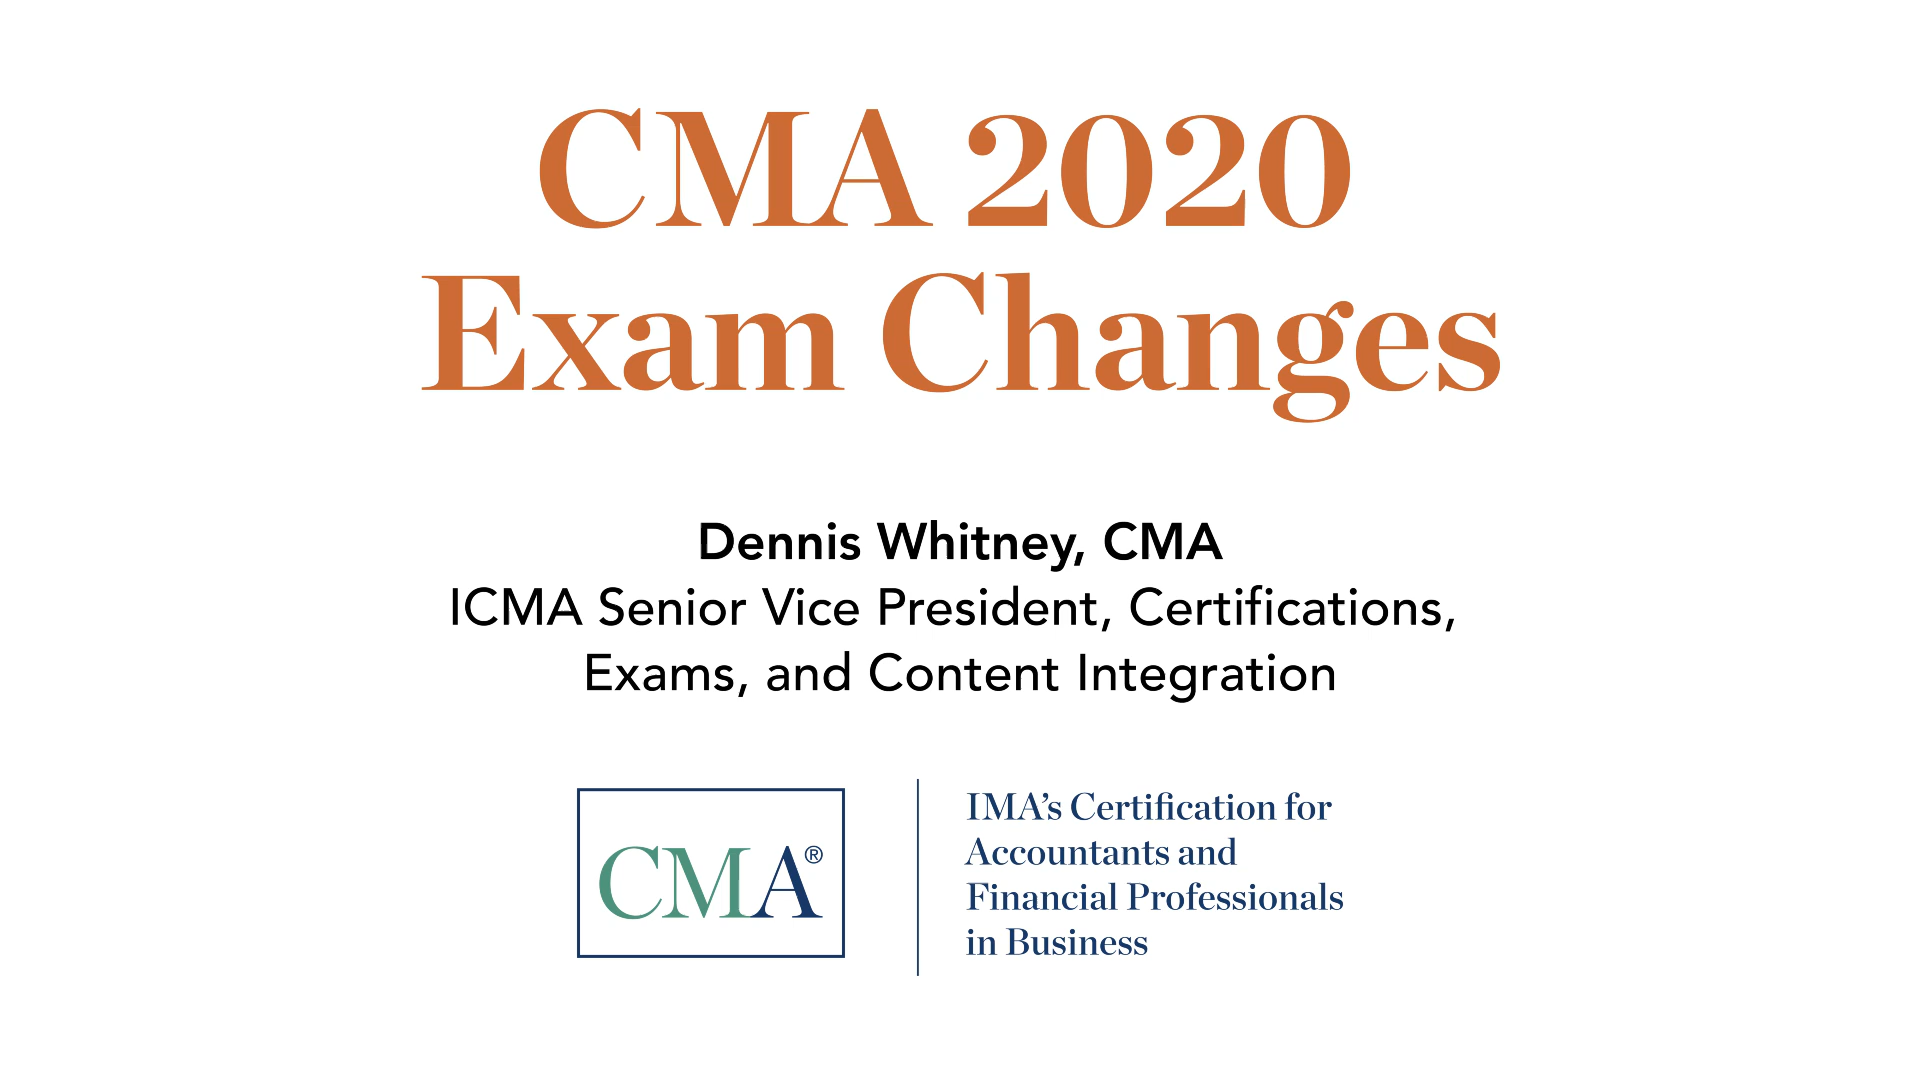 CMA 2020
Exam Changes
Dennis Whitney, CMA
ICMA Senior Vice President, Certifications,
Exams, and Content Integration
CMA®
IMA’s Certification for
Accountants and
Financial Professionals
in Business